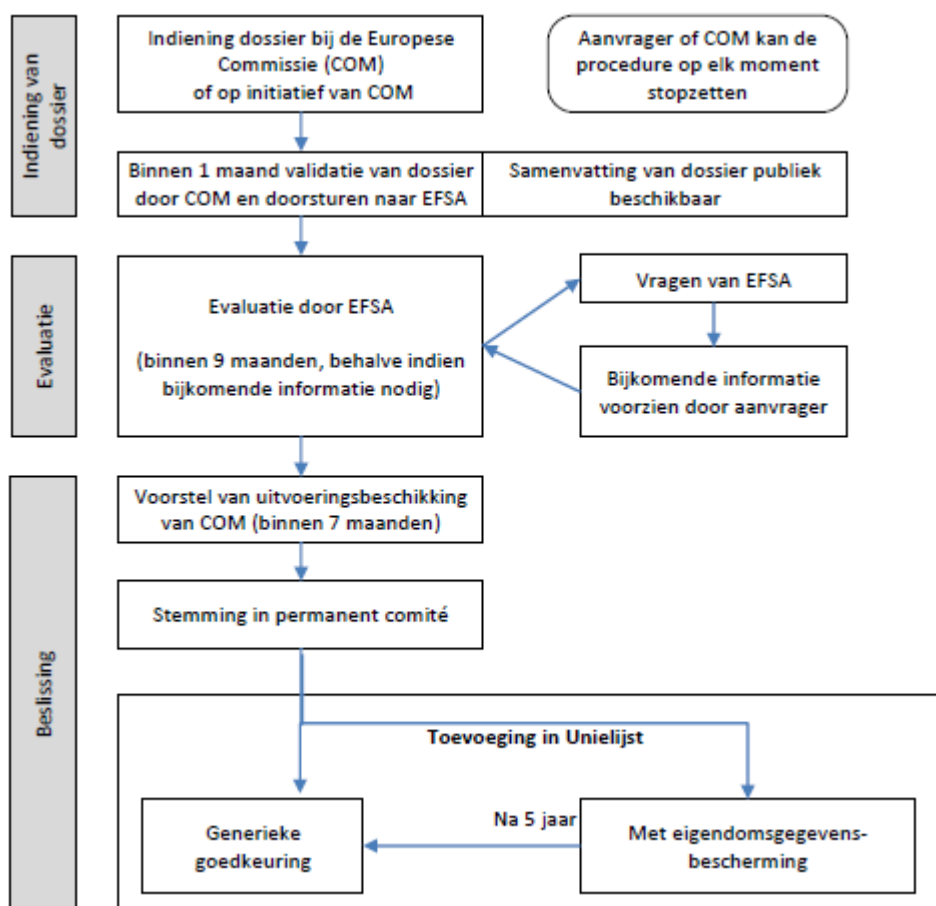 Indiening van
dossier
Indiening dossier bij de Europese
Commissie (COM)
of op initiatief van COM
Aanvrager of COM kan de
procedure op elk moment
stopzetten
Binnen 1 maand validatie van dossier
door COM en doorsturen naar EFSA
Samenvatting van dossier publiek
beschikbaar
Evaluatie
Evaluatie door EFSA
(binnen 9 maanden, behalve indien
bijkomende informatie nodig)
Vragen van EFSA
Bijkomende informatie
voorzien door aanvrager
Beslissing
Voorstel van uitvoeringsbeschikking
van COM (binnen 7 maanden)
Stemming in permanent comité
Toevoeging in Unielijst
Generieke
goedkeuring
Na 5 jaar
Met eigendomsgegevens-
bescherming